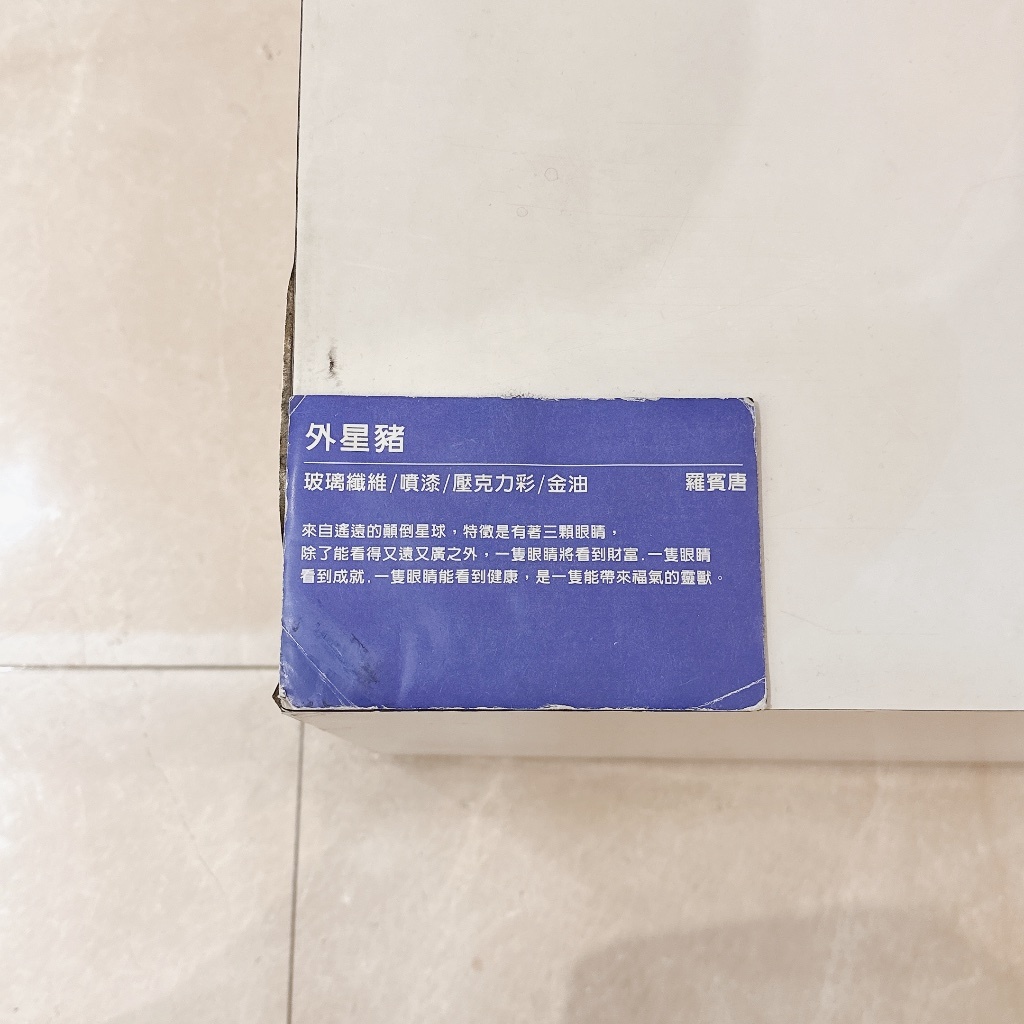 外星豬
玻璃纖維/噴漆/壓克力彩/金油 羅賓唐
來自遙遠的顛倒星球，特徵是有著三顆眼睛，
除了能看得又遠又廣之外，一隻眼睛將看到財富.一隻眼睛
看到成就.一隻眼睛能看到健康，是一隻能帶來福氣的靈獸。